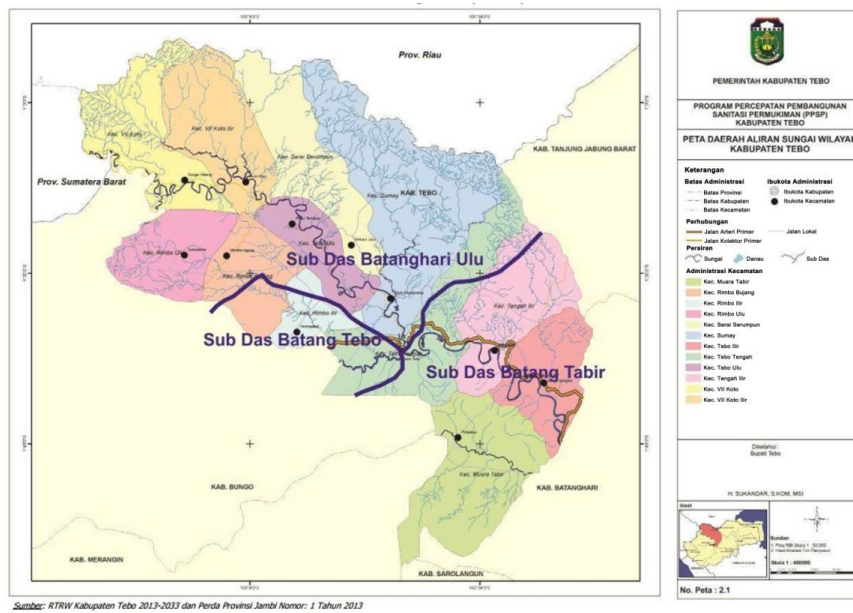 Prov. Riau
KAB. TANJUNG JABUNG BARAT
Kec. VII Koto
Kec. VII Koto Ilir
Kec. Serai Serumpun
Prov. Sumatera Barat
Kec. Sumay
KAB. TEBO
Kec. Rimbo Ulu
Sub Das Batanghari Ulu
Kec. Tengah Ilir
Kec. Rimbo Ilir
Sub Das Batang Tebo
Sub Das Batang Tabir
Kec. Muara Tabir
KAB. BUNGO
KAB. BATANGHARI
KAB. MERANGIN
KAB. SAROLANGUN
PEMERINTAH KABUPATEN TEBO
PROGRAM PERCEPATAN PEMBANGUNAN
SANITASI PERMUKIMAN (PPSP)
KABUPATEN TEBO
PETA DAERAH ALIRAN SUNGAI WILAYAH
KABUPATEN TEBO
Keterangan
Batas Administrasi
Batas Provinsi
Batas Kabupaten
Batas Kecamatan
Ibukota Administrasi
Ibukota Kabupaten
Ibukota Kecamatan
Perhubungan
Jalan Arteri Primer
Jalan Lokal
Jalan Kolektor Primer
Perairan
Sungai
Danau
Sub Das
Administrasi Kecamatan
Kec. Muara Tabir
Kec. Rimbo Bujang
Kec. Rimbo Ilir
Kec. Rimbo Ulu
Kec. Serai Serumpun
Kec. Sumay
Kec. Tebo Ilir
Kec. Tebo Tengah
Kec. Tebo Ulu
Kec. Tengah Ilir
Kec. VII Koto
Kec. VII Koto Ilir
Diketahui :
Bupati Tebo
H. SUKANDAR, S.KOM, MSI
Inset
Sumber
Skala 1 : 450000
No. Peta : 2.1
Sumber: RTRW Kabupaten Tebo 2013-2033 dan Perda Provinsi Jambi Nomor: 1 Tahun 2013